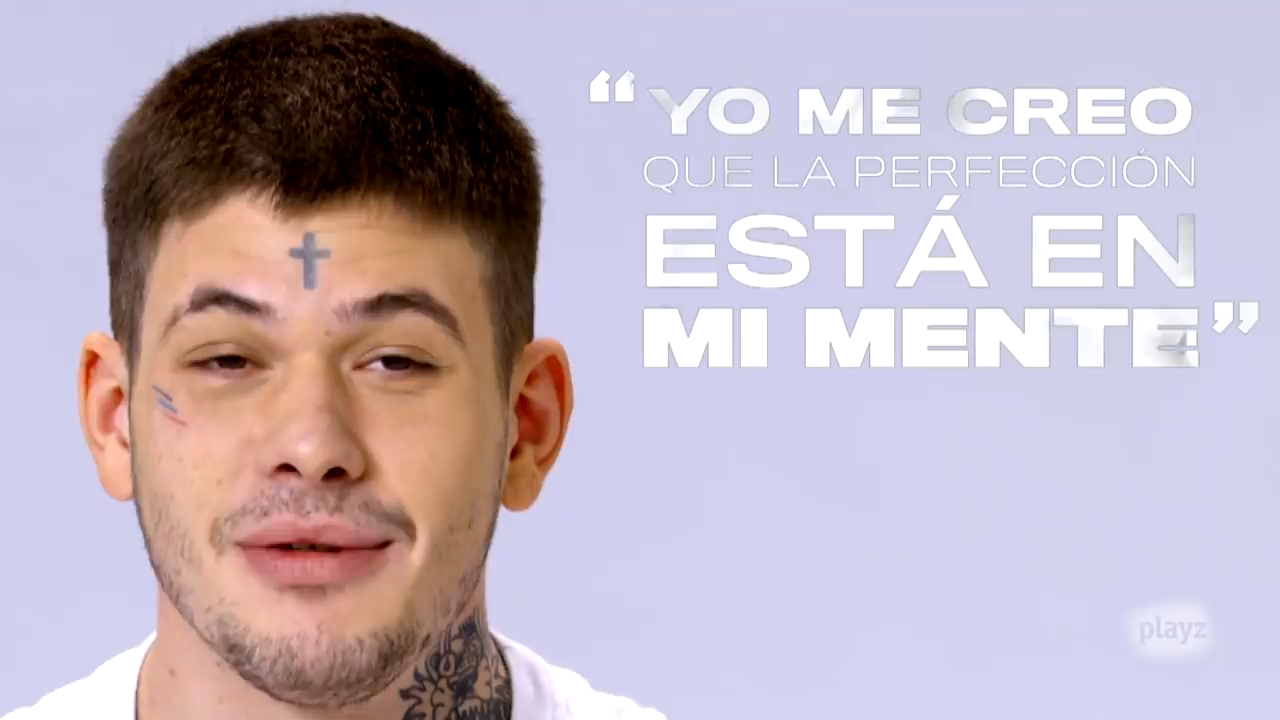 “YO ME CREO
QUE LA PERFECCIÓN
ESTÁ EN
MI MENTE”
playz